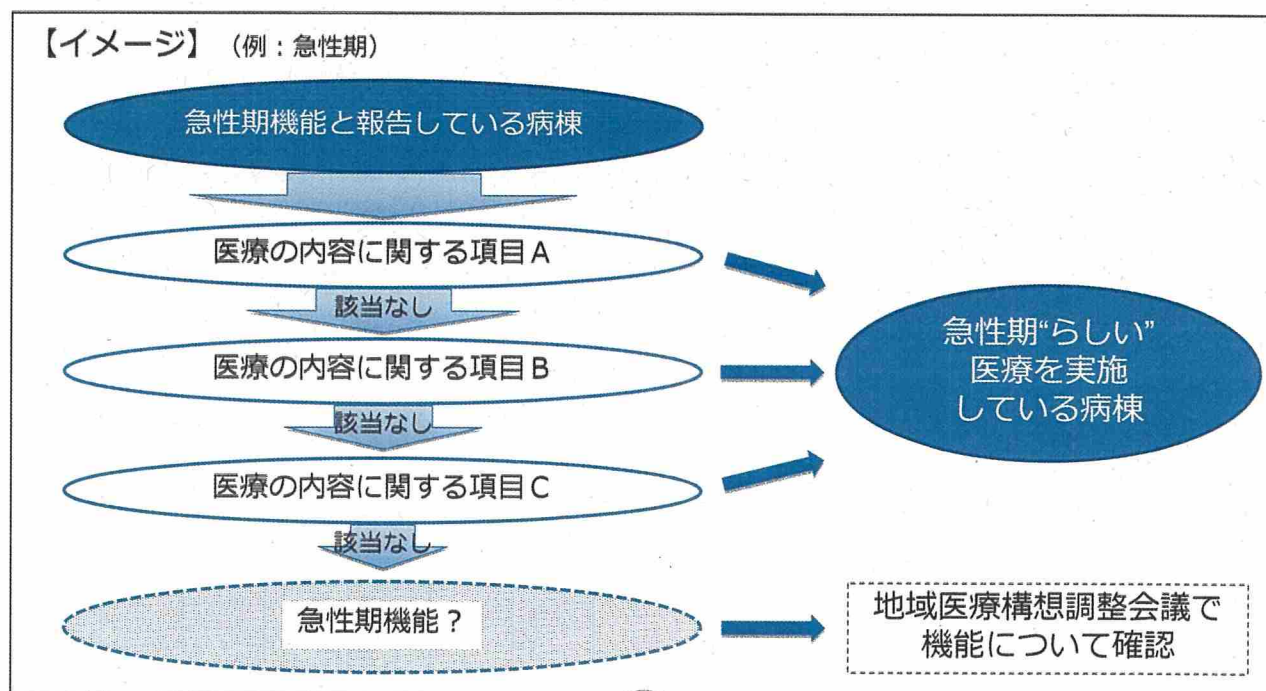 【イメージ】（例：急性期）
急性期機能と報告している病棟
医療の内容に関する項目A
該当なし
医療の内容に関する項目B
該当なし
医療の内容に関する項目C
該当なし
急性期機能？
急性期“らしい”
医療を実施
している病棟
地域医療構想調整会議で
機能について確認